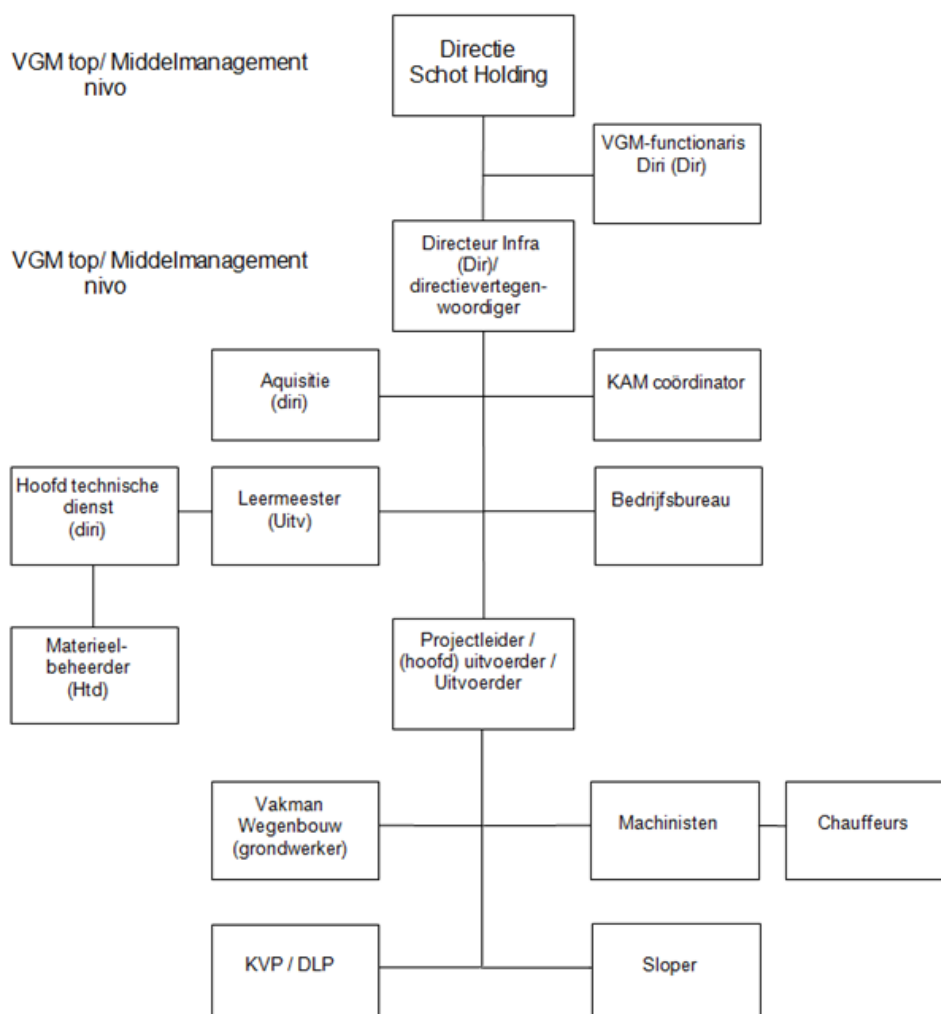 VGM top/ Middelmanagement
nivo
Directie
Schot Holding
VGM-functionaris
Diri (Dir)
VGM top/ Middelmanagement
nivo
Directeur Infra
(Dir)/
directievertegen-
woordiger
Aquisitie
(diri)
KAM coördinator
Hoofd technische
dienst
(diri)
Leermeester
(Uitv)
Bedrijfsbureau
Materieel-
beheerder
(Htd)
Projectleider /
(hoofd) uitvoerder /
Uitvoerder
Vakman
Wegenbouw
(grondwerker)
Machinisten
Chauffeurs
KVP / DLP
Sloper